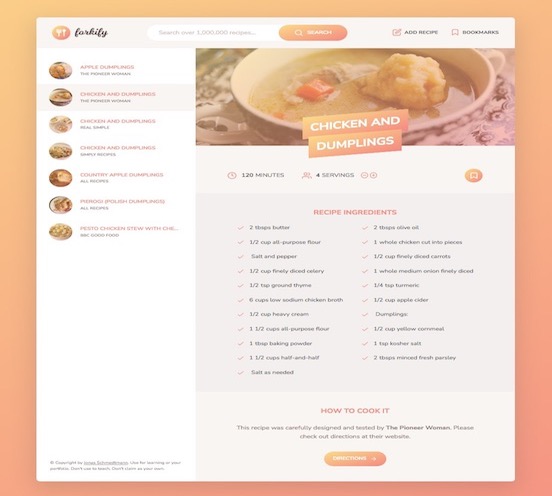 forkify
Search over 1,000,000 recipes...
SEARCH
ADD RECIPE
BOOKMARKS
APPLE DUMPLINGS
THE PIONEER WOMAN
CHICKEN AND DUMPLINGS
THE PIONEER WOMAN
CHICKEN AND DUMPLINGS
REAL SIMPLE
CHICKEN AND DUMPLINGS
SIMPLY RECIPES
COUNTRY APPLE DUMPLINGS
ALL RECIPES
PIEROGI (POLISH DUMPLINGS)
ALL RECIPES
PESTO CHICKEN STEW WITH CHE...
BBC GOOD FOOD
© Copyright by Jonas Schmedtmann. Use for learning or your
portfolio. Don't use to teach. Don't claim as your own.
CHICKEN AND
DUMPLINGS
120 MINUTES
4 SERVINGS
RECIPE INGREDIENTS
2 tbsps butter
2 tbsps olive oil
1/2 cup all-purpose flour
1 whole chicken cut into pieces
Salt and pepper
1/2 cup finely diced carrots
1/2 cup finely diced celery
1 whole medium onion finely diced
1/2 tsp ground thyme
1/4 tsp turmeric
6 cups low sodium chicken broth
1/2 cup apple cider
1/2 cup heavy cream
Dumplings:
1 1/2 cups all-purpose flour
1/2 cup yellow cornmeal
1 tbsp baking powder
1 tsp kosher salt
1 1/2 cups half-and-half
2 tbsps minced fresh parsley
Salt as needed
HOW TO COOK IT
This recipe was carefully designed and tested by The Pioneer Woman. Please
check out directions at their website.
DIRECTIONS →